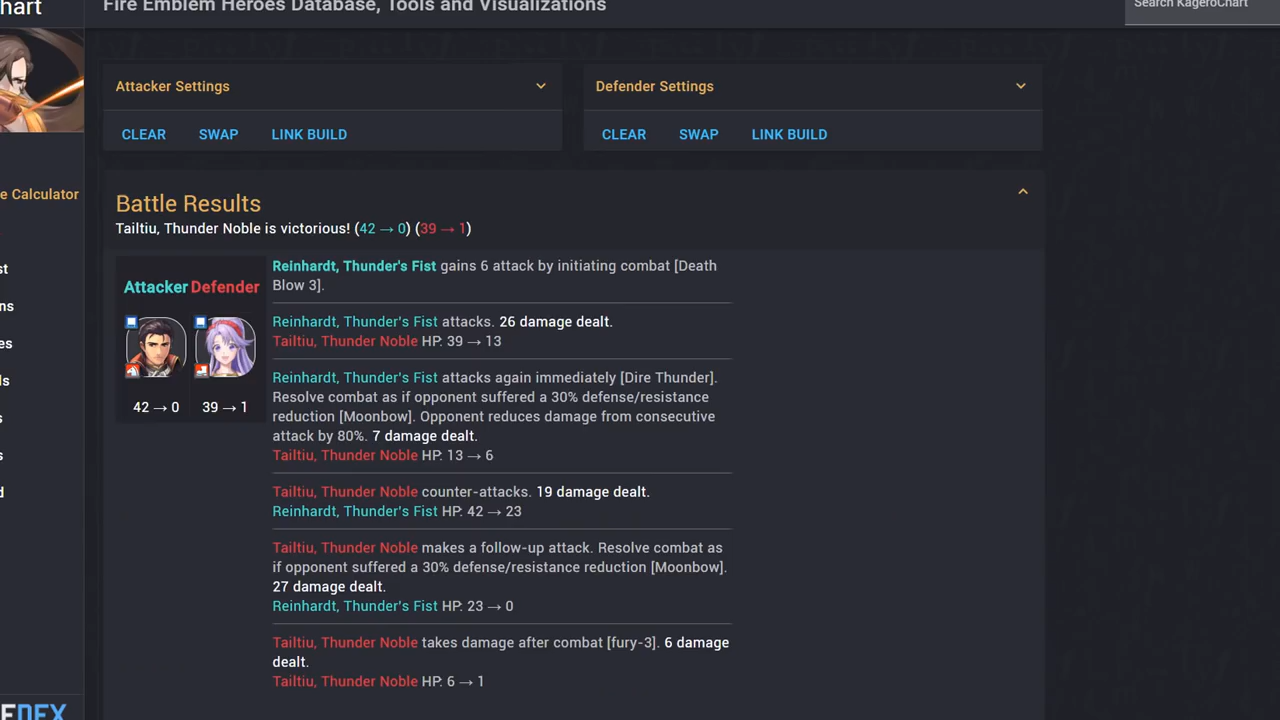 hart
Fire Emblem Heroes Database, Tools and Visualizations
Search KageroChart
Attacker Settings
Defender Settings
CLEAR SWAP LINK BUILD
CLEAR SWAP LINK BUILD
e Calculator
st
ns
es
ls
s
s
d
EDEX
Battle Results
Tailtiu, Thunder Noble is victorious! (42 → 0) (39 → 1)
Attacker Defender
42 → 0 39 → 1
Reinhardt, Thunder's Fist gains 6 attack by initiating combat [Death
Blow 3].
Reinhardt, Thunder's Fist attacks. 26 damage dealt.
Tailtiu, Thunder Noble HP: 39 → 13
Reinhardt, Thunder's Fist attacks again immediately [Dire Thunder].
Resolve combat as if opponent suffered a 30% defense/resistance
reduction [Moonbow]. Opponent reduces damage from consecutive
attack by 80%. 7 damage dealt.
Tailtiu, Thunder Noble HP: 13 → 6
Tailtiu, Thunder Noble counter-attacks. 19 damage dealt.
Reinhardt, Thunder's Fist HP: 42 → 23
Tailtiu, Thunder Noble makes a follow-up attack. Resolve combat as
if opponent suffered a 30% defense/resistance reduction [Moonbow].
27 damage dealt.
Reinhardt, Thunder's Fist HP: 23 → 0
Tailtiu, Thunder Noble takes damage after combat [fury-3]. 6 damage
dealt.
Tailtiu, Thunder Noble HP: 6 → 1